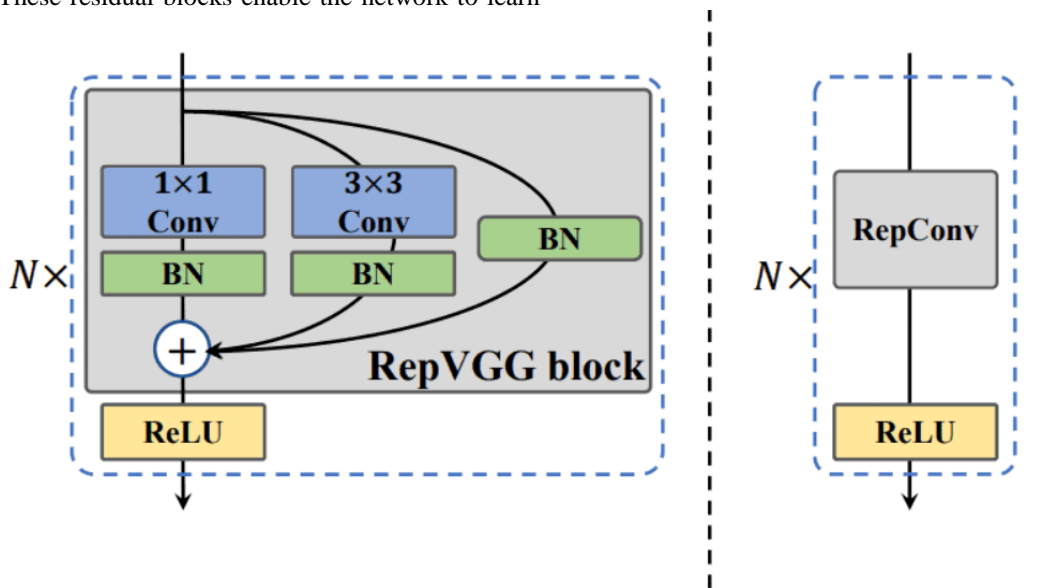 These residual blocks enable the network to learn
1×1
Conv
3×3
Conv
BN
BN
BN
N×
+
RepVGG block
ReLU
RepConv
N×
ReLU